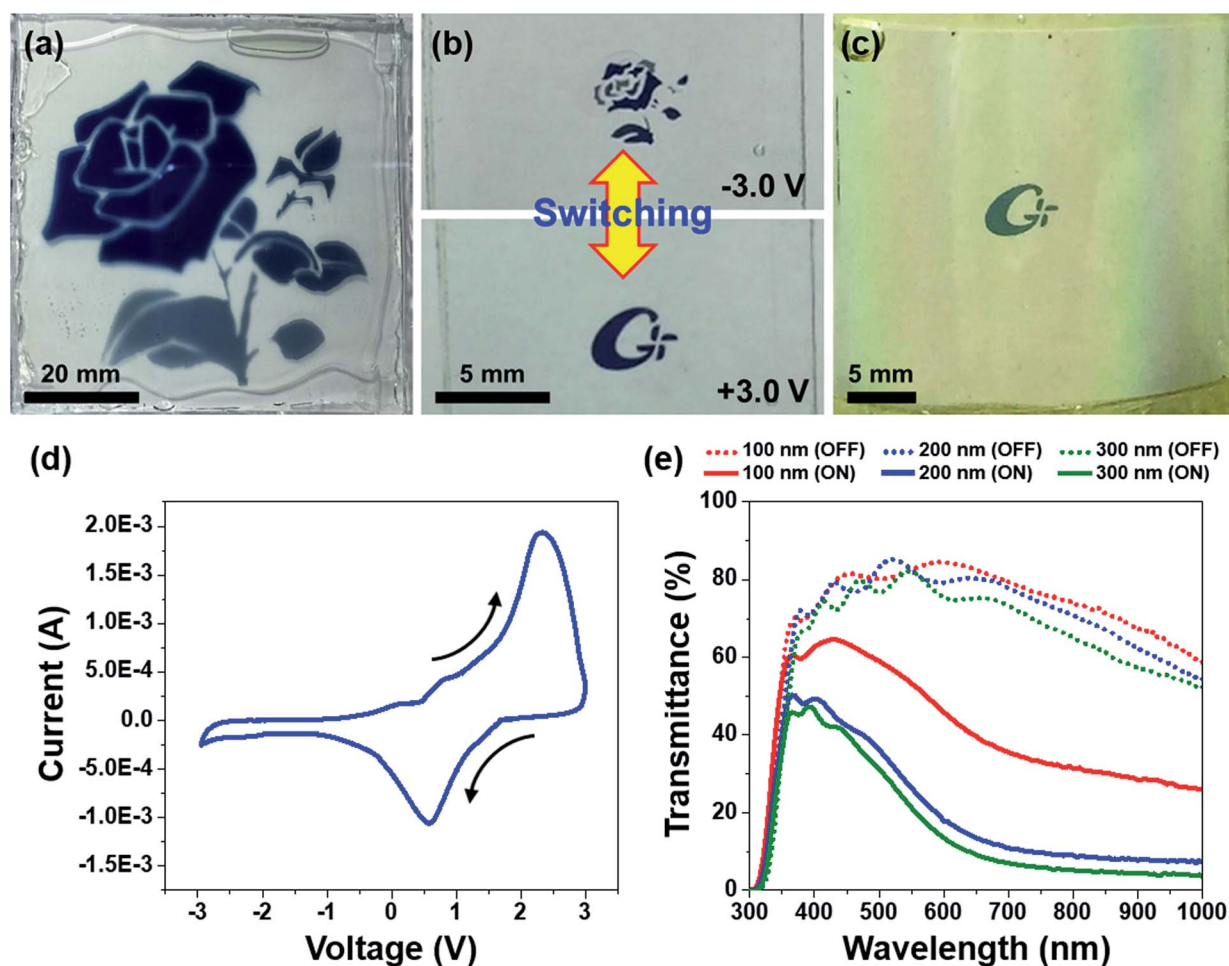 (a)
20 mm
(b)
-3.0 V
Switching
5 mm
+3.0 V
(c)
G+
5 mm
(d)
Current (A)
2.0E-3
1.5E-3
1.0E-3
5.0E-4
0.0
-5.0E-4
-1.0E-3
-1.5E-3
-3 -2 -1 0 1 2 3
Voltage (V)
(e)
100 nm (OFF) 200 nm (OFF) 300 nm (OFF)
100 nm (ON) 200 nm (ON) 300 nm (ON)
Transmittance (%)
100
80
60
40
20
0
300 400 500 600 700 800 900 1000
Wavelength (nm)